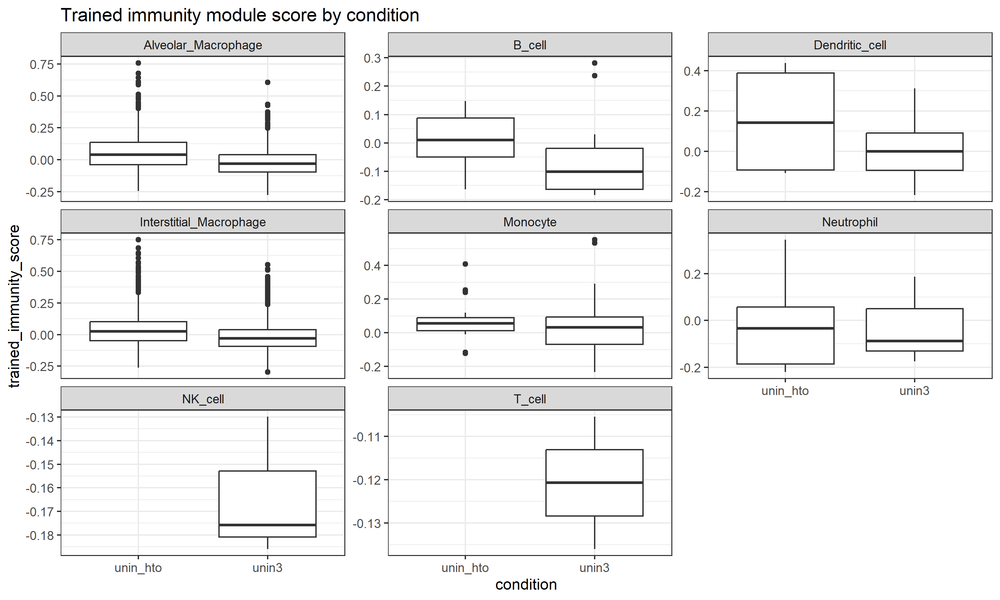 Trained immunity module score by condition
Alveolar_Macrophage
B_cell
Dendritic_cell
0.75
0.50
0.25
0.00
-0.25
0.3
0.2
0.1
0.0
-0.1
-0.2
0.4
0.2
0.0
-0.2
trained_immunity_score
Interstitial_Macrophage
Monocyte
Neutrophil
0.75
0.50
0.25
0.00
-0.25
0.4
0.2
0.0
-0.2
0.2
0.0
-0.2
unin_hto
unin3
NK_cell
T_cell
-0.13
-0.14
-0.15
-0.16
-0.17
-0.18
-0.11
-0.12
-0.13
unin_hto
unin3
unin_hto
unin3
condition